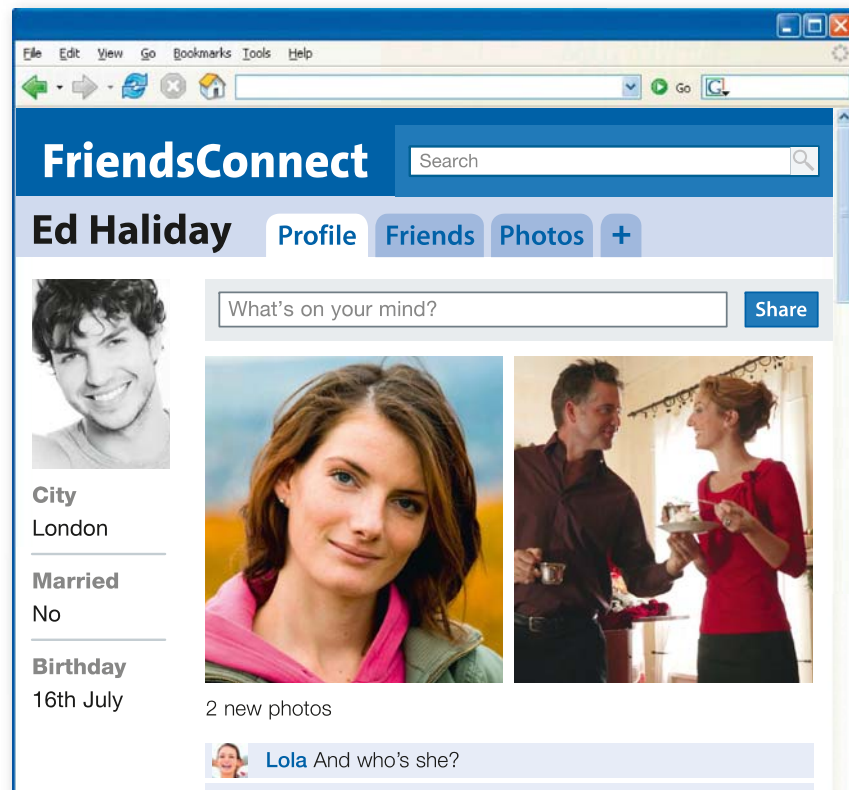 File Edit View Go Bookmarks Tools Help
Go G
FriendsConnect
Search
Ed Haliday Profile Friends Photos +
What's on your mind?
Share
City
London
Married
No
Birthday
16th July
2 new photos
Lola And who's she?